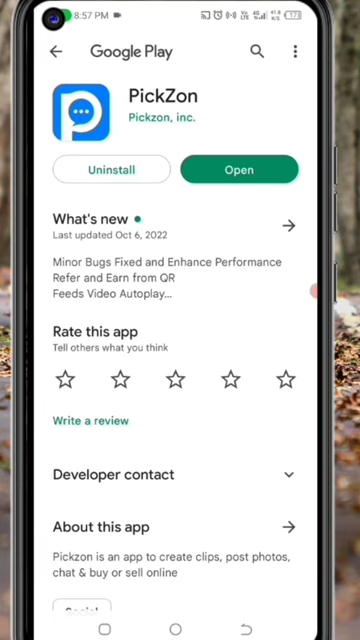 8:57 PM
Google Play
PickZon
Pickzon, inc.
Uninstall
Open
What's new
Last updated Oct 6, 2022
Minor Bugs Fixed and Enhance Performance
Refer and Earn from QR
Feeds Video Autoplay...
Rate this app
Tell others what you think
Write a review
Developer contact
About this app
Pickzon is an app to create clips, post photos,
chat & buy or sell online
Social